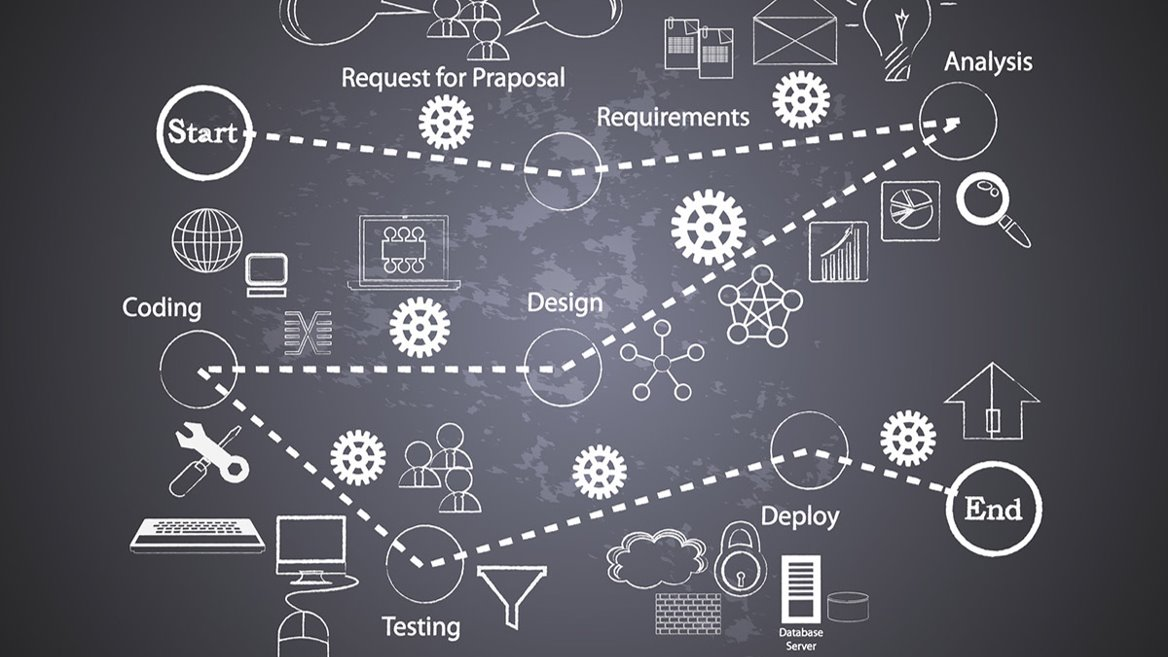 Request for Praposal
Analysis
Requirements
Start
Coding
Design
Deploy
End
Testing
Database
Server